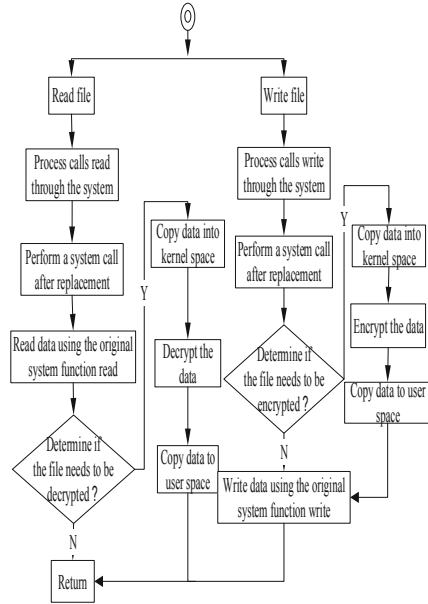 Read file
Write file
Process calls read
through the system
Process calls write
through the system
Perform a system call
after replacement
Y
Copy data into
kernel space
Perform a system call
after replacement
Y
Copy data into
kernel space
Read data using the original
system function read
Decrypt the
data
Determine if
the file needs to be
encrypted？
Encrypt the data
Copy data to user
space
Determine if
the file needs to be
decrypted？
Copy data to
user space
N
Write data using the original
system function write
N
Return